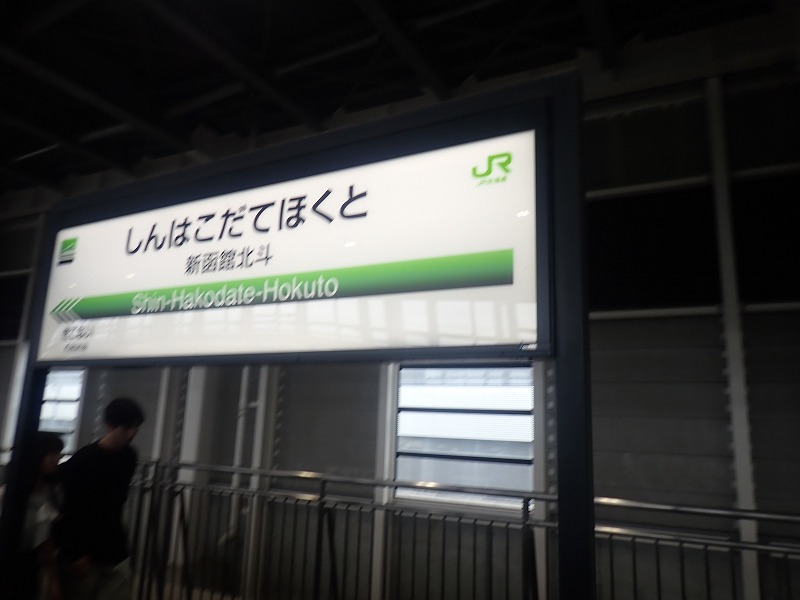 JR
しんはこだてほくと
新函館北斗
Shin-Hakodate-Hokuto